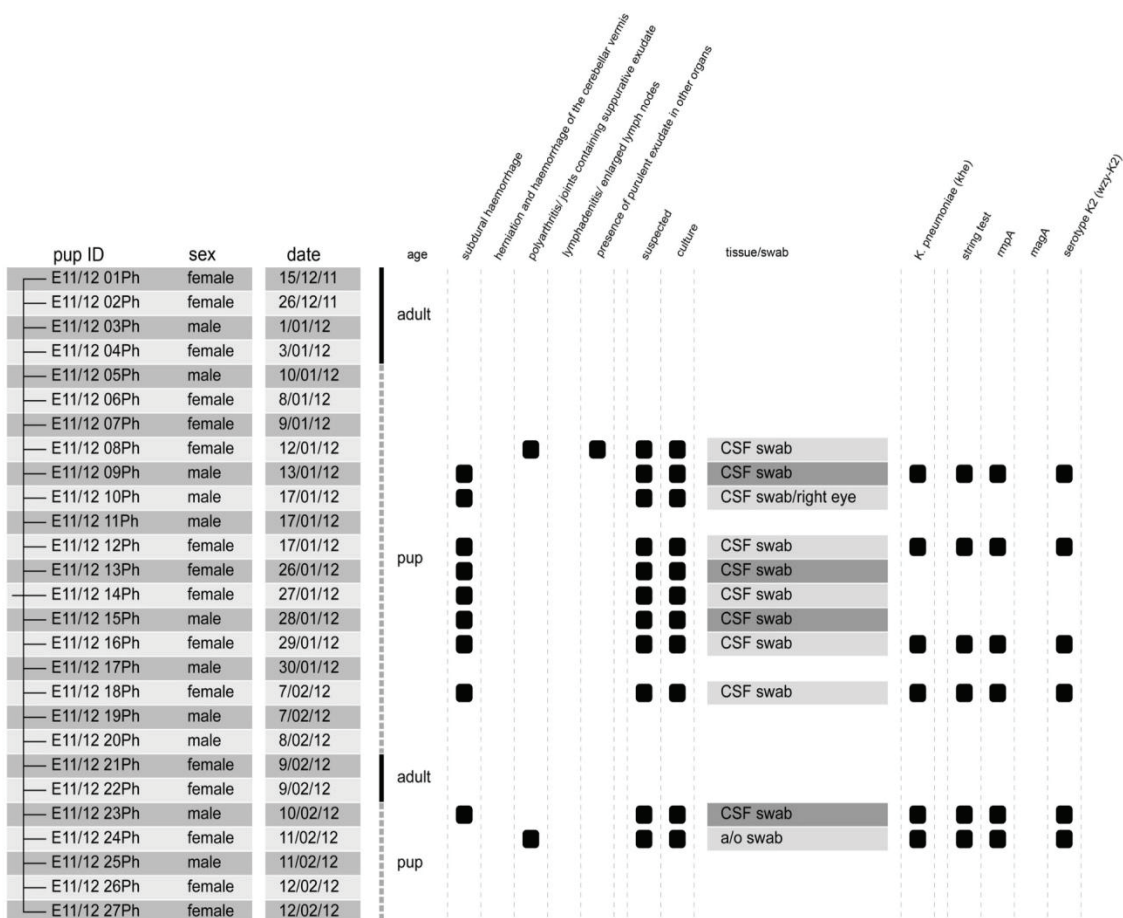 subdural haemorrhage
herniation and haemorrhage of the cerebellar vermis
polyarthritis/ joints containing suppurative exudate
lymphadenitis/ enlarged lymph nodes
presence of purulent exudate in other organs
suspected
culture
K. pneumoniae (khe)
string test
rmpA
magA
serotype K2 (wzy-K2)
pup ID sex date age tissue/swab
E11/12 01Ph female 15/12/11
E11/12 02Ph female 26/12/11
adult
E11/12 03Ph male 1/01/12
E11/12 04Ph female 3/01/12
E11/12 05Ph male 10/01/12
E11/12 06Ph female 8/01/12
E11/12 07Ph female 9/01/12
E11/12 08Ph female 12/01/12 CSF swab
E11/12 09Ph male 13/01/12 CSF swab
E11/12 10Ph male 17/01/12 CSF swab/right eye
E11/12 11Ph male 17/01/12
E11/12 12Ph female 17/01/12 pup CSF swab
E11/12 13Ph female 26/01/12 CSF swab
E11/12 14Ph female 27/01/12 CSF swab
E11/12 15Ph male 28/01/12 CSF swab
E11/12 16Ph female 29/01/12 CSF swab
E11/12 17Ph male 30/01/12
E11/12 18Ph female 7/02/12 CSF swab
E11/12 19Ph male 7/02/12
E11/12 20Ph male 8/02/12
E11/12 21Ph female 9/02/12 adult
E11/12 22Ph female 9/02/12
E11/12 23Ph male 10/02/12 CSF swab
E11/12 24Ph female 11/02/12 a/o swab
E11/12 25Ph male 11/02/12 pup
E11/12 26Ph female 12/02/12
E11/12 27Ph female 12/02/12